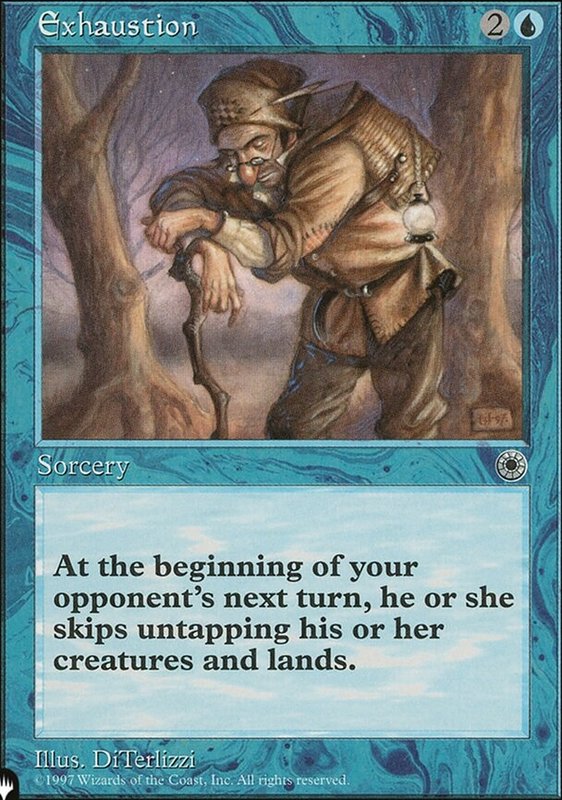 Exhaustion 2
Sorcery
At the beginning of your
opponent's next turn, he or she
skips untapping his or her
creatures and lands.
Illus. DiTerlizzi
©1997 Wizards of the Coast, Inc. All rights reserved.